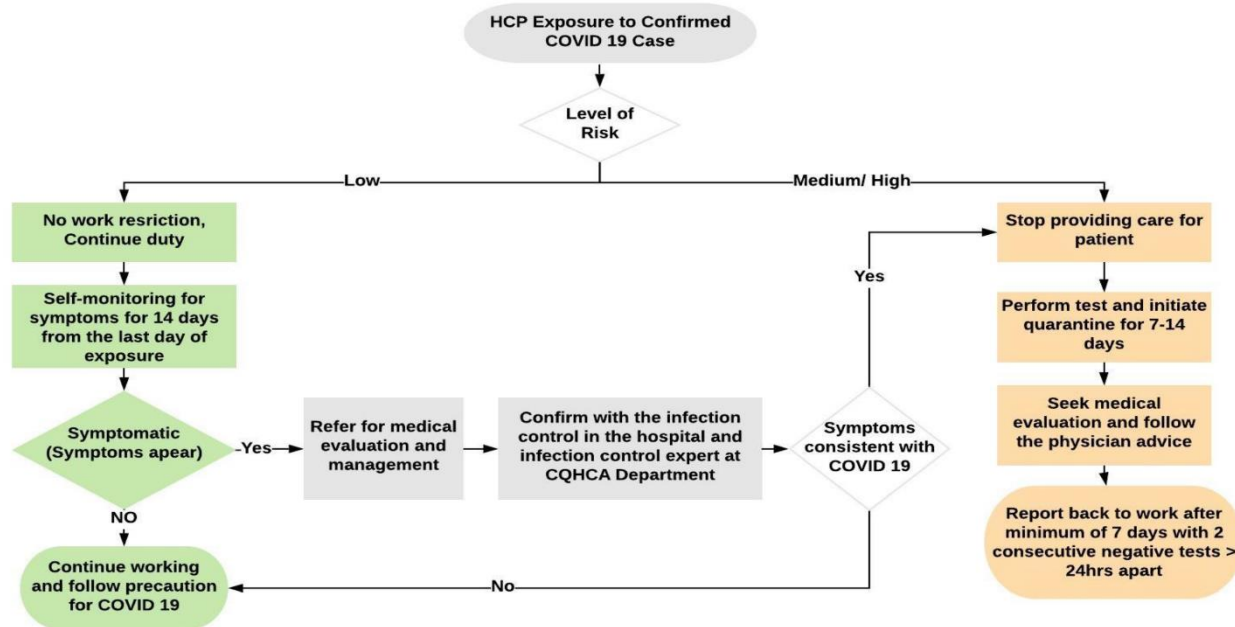 HCP Exposure to Confirmed
COVID 19 Case
Level of
Risk
Low
Medium/ High
No work resriction,
Continue duty
Stop providing care for
patient
Yes
Self-monitoring for
symptoms for 14 days
from the last day of
exposure
Perform test and initiate
quarantine for 7-14
days
Symptomatic
(Symptoms apear)
Yes
Refer for medical
evaluation and
management
Confirm with the infection
control in the hospital and
infection control expert at
CQHCA Department
Symptoms
consistent with
COVID 19
Seek medical
evaluation and follow
the physician advice
NO
Continue working
and follow precaution
for COVID 19
No
Report back to work after
minimum of 7 days with 2
consecutive negative tests >
24hrs apart